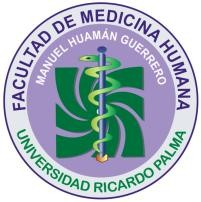 FACULTAD DE MEDICINA HUMANA
MANUEL HUAMÁN GUERRERO
UNIVERSIDAD RICARDO PALMA